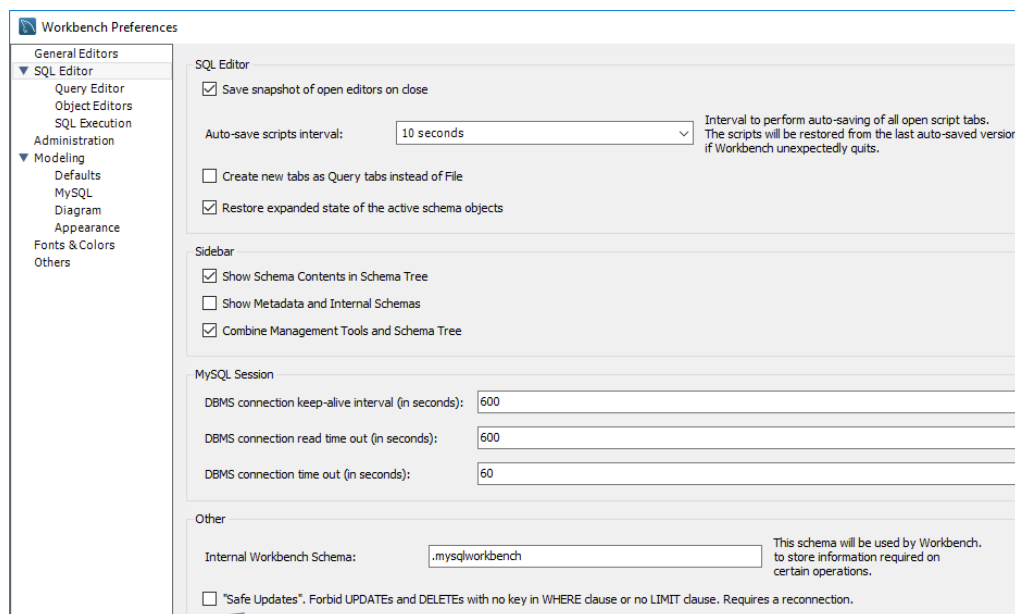 Workbench Preferences
General Editors
SQL Editor
Query Editor
Object Editors
SQL Execution
Administration
Modeling
Defaults
MySQL
Diagram
Appearance
Fonts & Colors
Others
SQL Editor
Save snapshot of open editors on close
Auto-save scripts interval:
10 seconds
Interval to perform auto-saving of all open script tabs.
The scripts will be restored from the last auto-saved version
if Workbench unexpectedly quits.
Create new tabs as Query tabs instead of File
Restore expanded state of the active schema objects
Sidebar
Show Schema Contents in Schema Tree
Show Metadata and Internal Schemas
Combine Management Tools and Schema Tree
MySQL Session
DBMS connection keep-alive interval (in seconds):
600
DBMS connection read time out (in seconds):
600
DBMS connection time out (in seconds):
60
Other
Internal Workbench Schema:
.mysqlworkbench
This schema will be used by Workbench.
to store information required on
certain operations.
"Safe Updates". Forbid UPDATEs and DELETEs with no key in WHERE clause or no LIMIT clause. Requires a reconnection.